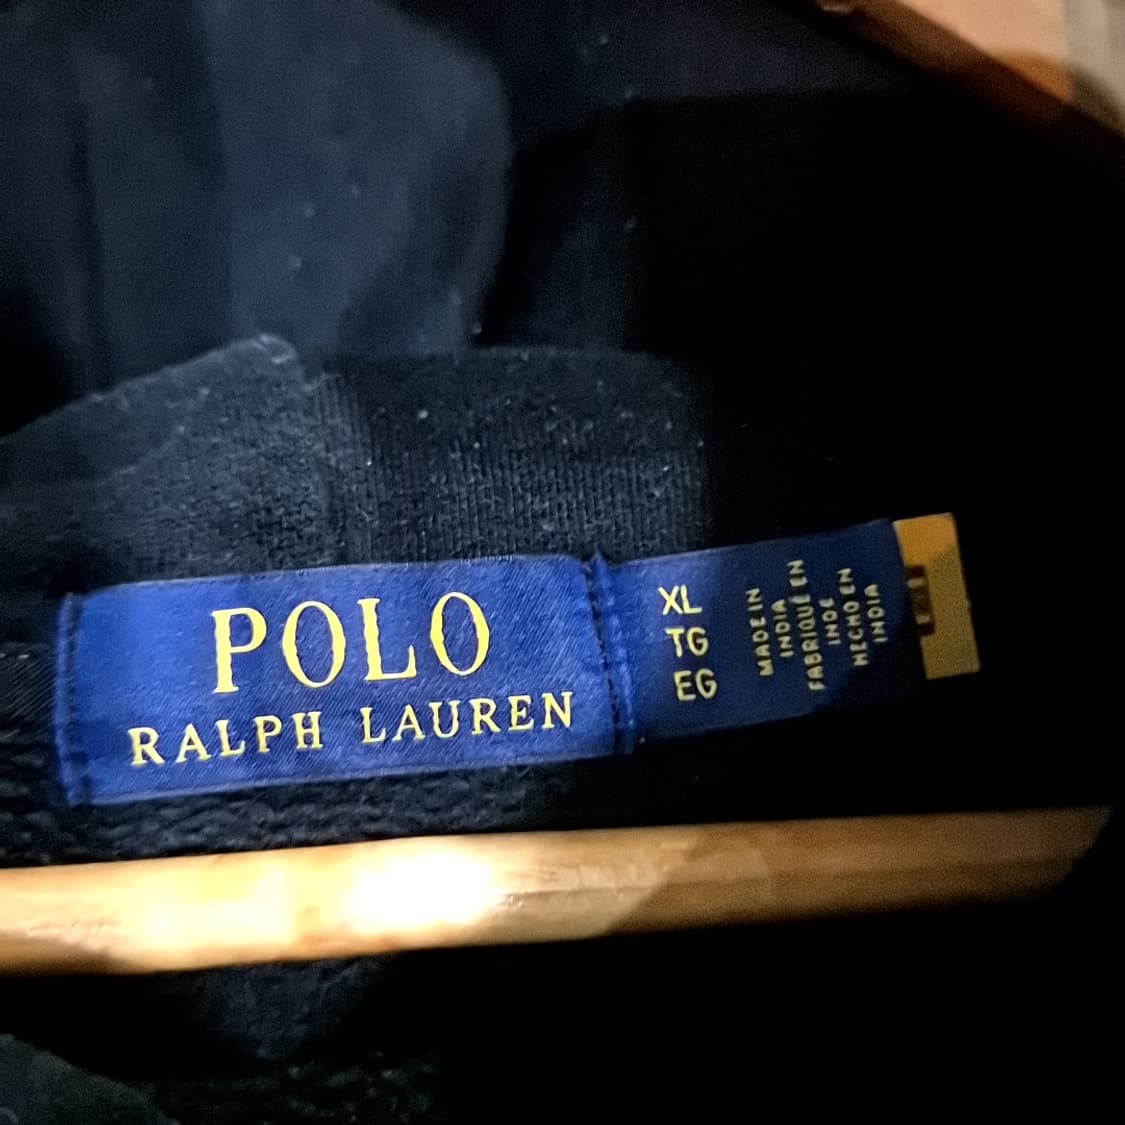 POLO
RALPH LAUREN
XL
TG
EG
MADE IN
INDIA
FABRIQUÉ EN
INDE
HECHO EN
INDIA